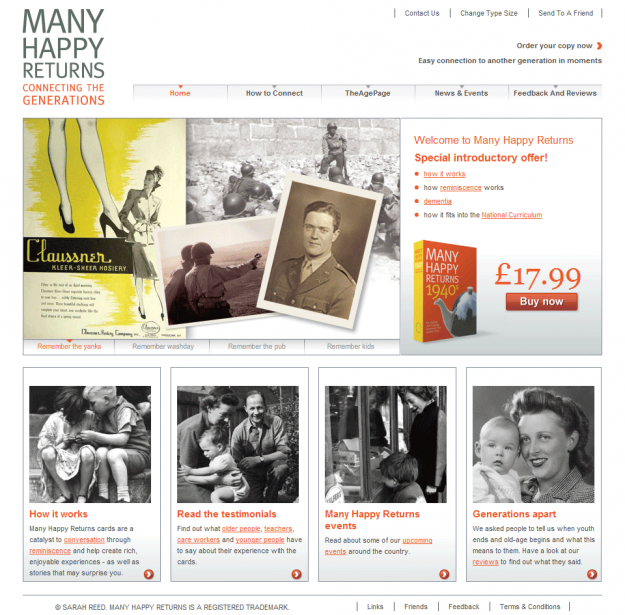 MANY
HAPPY
RETURNS
CONNECTING THE
GENERATIONS
Contact Us
Change Type Size
Send To A Friend
Order your copy now
Easy connection to another generation in moments
Home
How to Connect
TheAgePage
News & Events
Feedback And Reviews
Claussner
KLEER-SHEER HOSIERY
Welcome to Many Happy Returns
Special introductory offer!
how it works
how reminiscence works
dementia
how it fits into the National Curriculum
MANY
HAPPY
RETURNS
1940s
£17.99
Buy now
Remember the yanks
Remember washday
Remember the pub
Remember kids
How it works
Many Happy Returns cards are a
catalyst to conversation through
reminiscence and help create rich,
enjoyable experiences - as well as
stories that may surprise you.
Read the testimonials
Find out what older people, teachers,
care workers and younger people have
to say about their experience with the
cards.
Many Happy Returns
events
Read about some of our upcoming
events around the country.
Generations apart
We asked people to tell us when youth
ends and old-age begins and what this
means to them. Have a look at our
reviews to find out what they said.
© SARAH REED. MANY HAPPY RETURNS IS A REGISTERED TRADEMARK.
Links
Friends
Feedback
Terms & Conditions